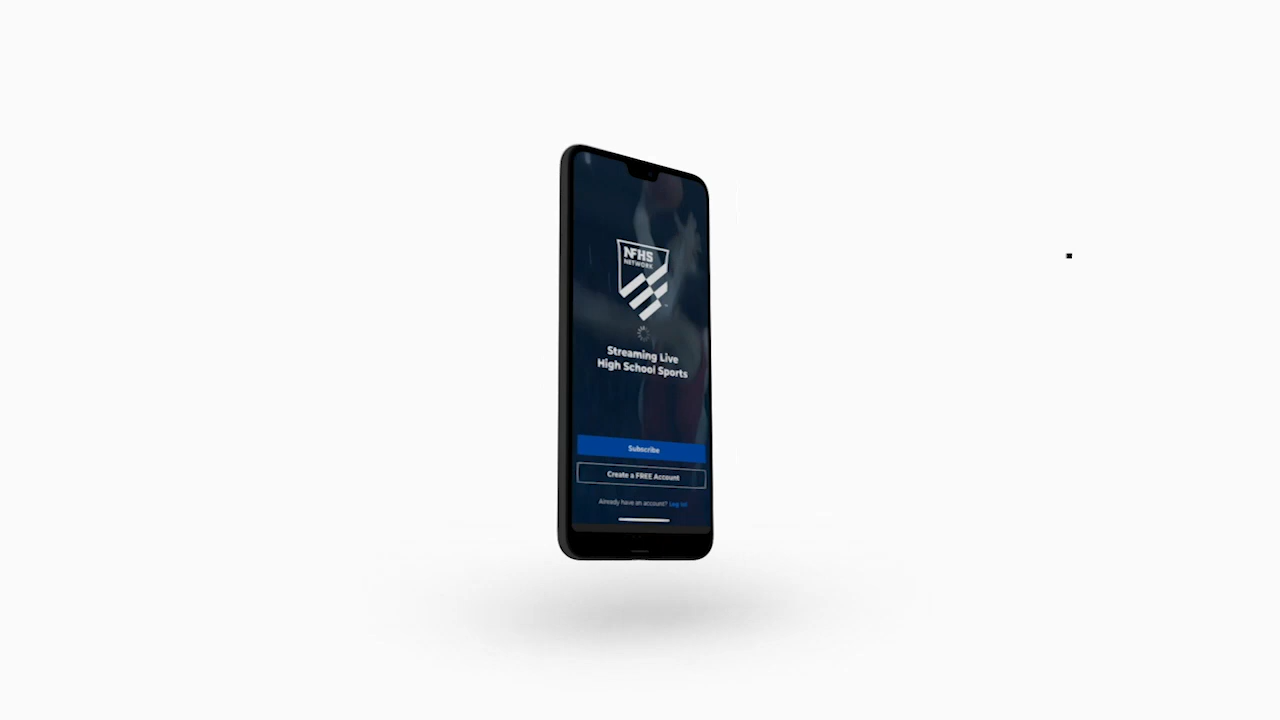 NFHS
NETWORK
Streaming Live
High School Sports
Subscribe
Create a FREE Account
Already have an account? Log in!